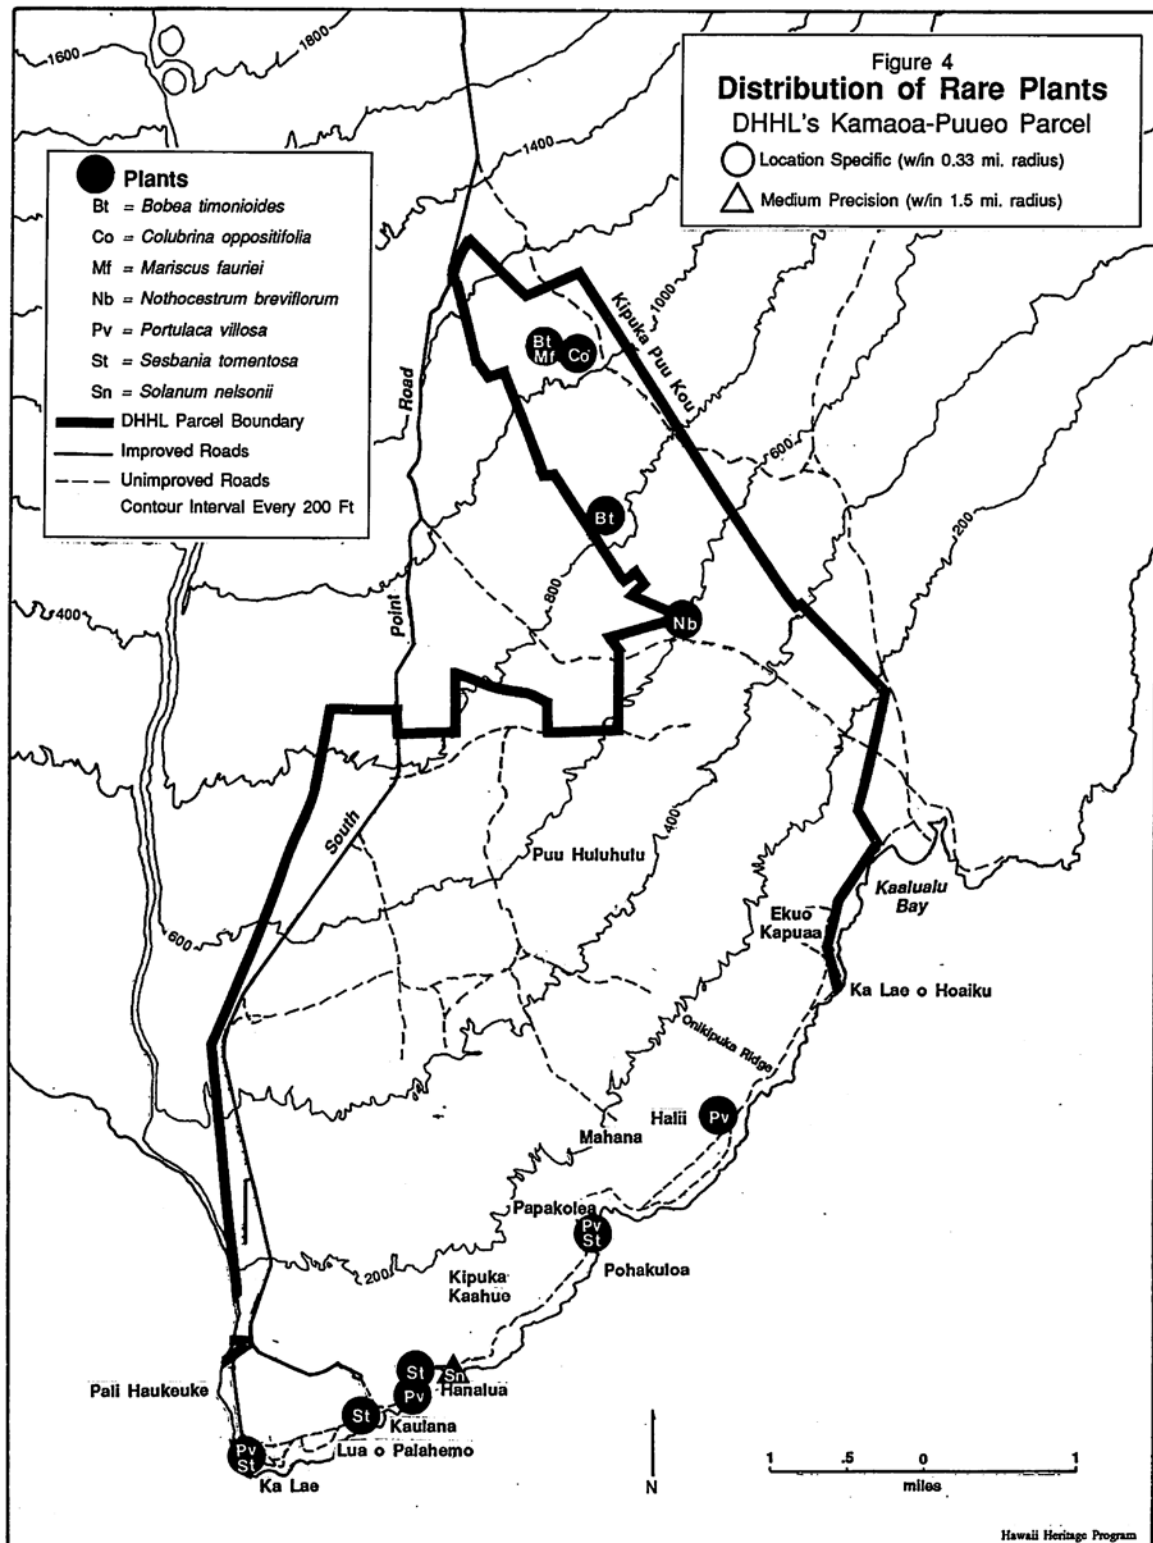 Figure 4
Distribution of Rare Plants
DHHL's Kamaoa-Puueo Parcel
Location Specific (w/in 0.33 mi. radius)
Medium Precision (w/in 1.5 mi. radius)
Plants
Bt = Bobea timonioides
Co = Colubrina oppositifolia
Mf = Mariscus fauriei
Nb = Nothocestrum breviflorum
Pv = Portulaca villosa
St = Sesbania tomentosa
Sn = Solanum nelsonii
DHHL Parcel Boundary
Improved Roads
Unimproved Roads
Contour Interval Every 200 Ft
1600
1800
1400
1000
Kipuka Puu Kou
Bt
Mf
Co
Road
600
200
Bt
800
400
Point
Nb
South
400
Puu Huluhulu
Kaalualu
Bay
Ekuo
Kapuaa
600
Ka Lae o Hoaiku
Onikipuka Ridge
Halii
Pv
Mahana
Papakolea
Pv
St
Pohakuloa
200
Kipuka
Kaahue
St
Sn
Hanalua
Pali Haukeuke
Pv
St
Kaulana
Lua o Palahemo
Pv
St
Ka Lae
N
1 .5 0 1
miles
Hawaii Heritage Program